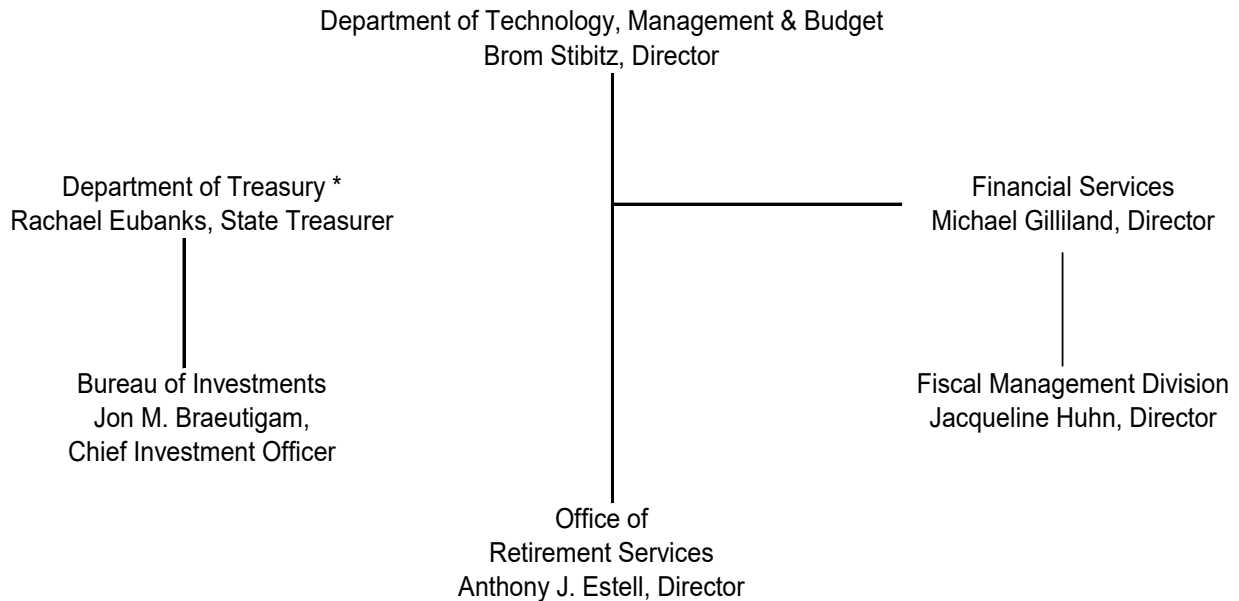 Department of Technology, Management & Budget
Brom Stibitz, Director
Department of Treasury *
Rachael Eubanks, State Treasurer
Financial Services
Michael Gilliland, Director
Bureau of Investments
Jon M. Braeutigam,
Chief Investment Officer
Fiscal Management Division
Jacqueline Huhn, Director
Office of
Retirement Services
Anthony J. Estell, Director